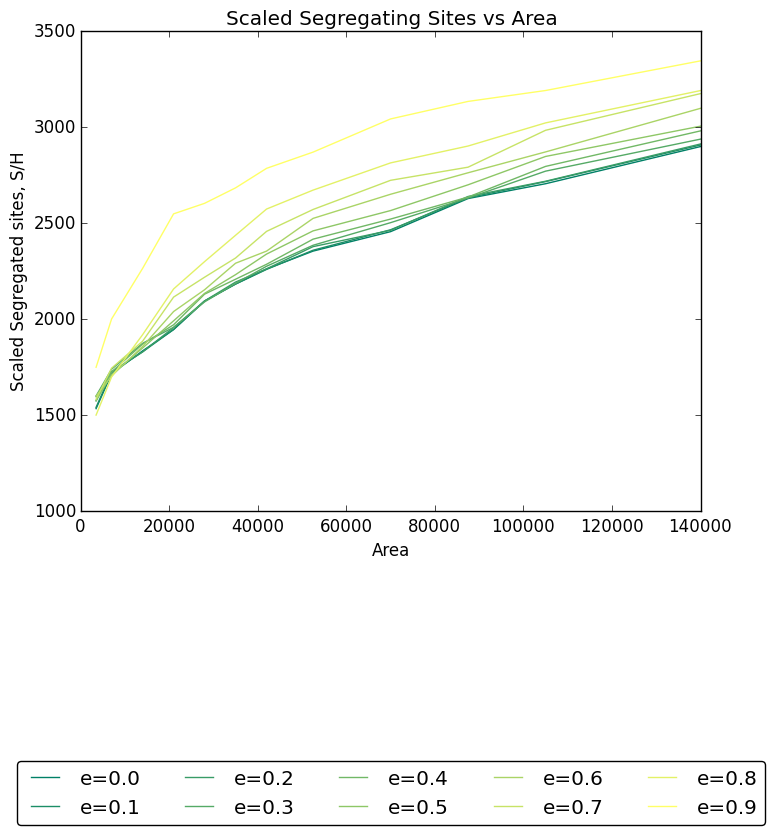 Scaled Segregating Sites vs Area
3500
3000
2500
2000
1500
1000
Scaled Segregated sites, S/H
0 20000 40000 60000 80000 100000 120000 140000
Area
e=0.0 e=0.2 e=0.4 e=0.6 e=0.8
e=0.1 e=0.3 e=0.5 e=0.7 e=0.9